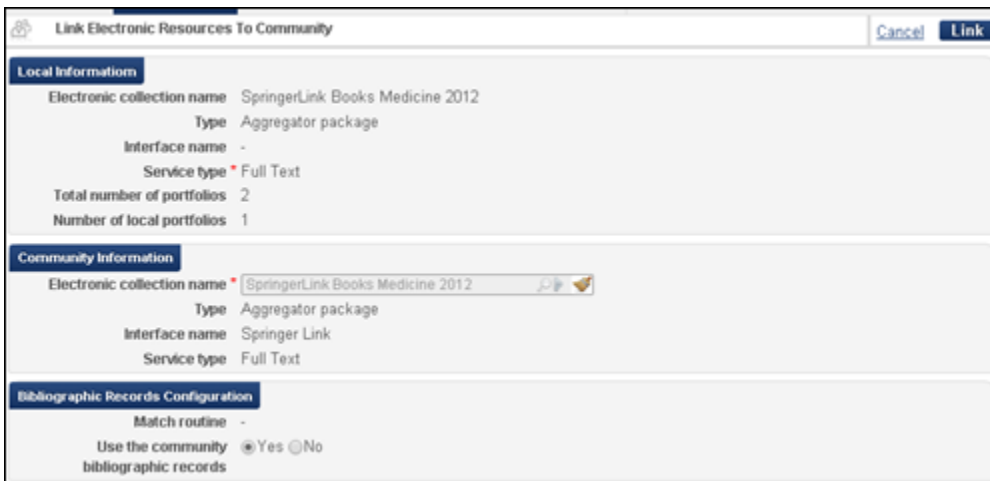 Link Electronic Resources To Community
Cancel Link
Local Informatiom
Electronic collection name SpringerLink Books Medicine 2012
Type Aggregator package
Interface name -
Service type * Full Text
Total number of portfolios 2
Number of local portfolios 1
Community Information
Electronic collection name * SpringerLink Books Medicine 2012
Type Aggregator package
Interface name Springer Link
Service type Full Text
Bibliographic Records Configuration
Match routine -
Use the community Yes No
bibliographic records